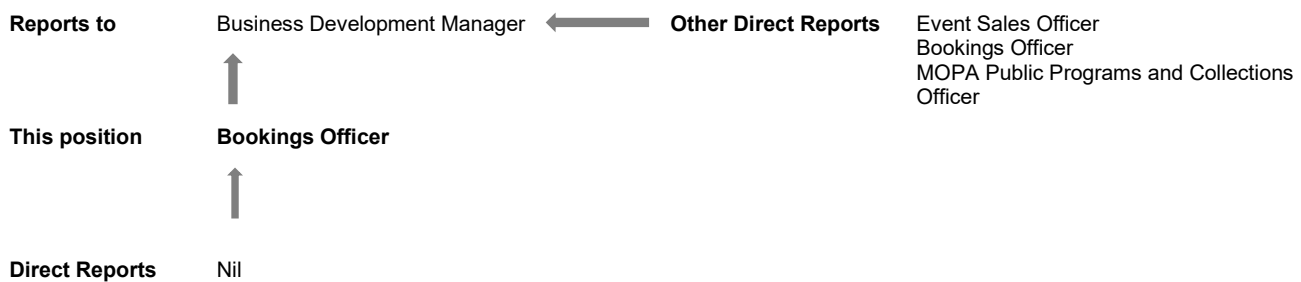 Reports to Business Development Manager Other Direct Reports Event Sales Officer
Bookings Officer
MOPA Public Programs and Collections
Officer
This position Bookings Officer
Direct Reports Nil